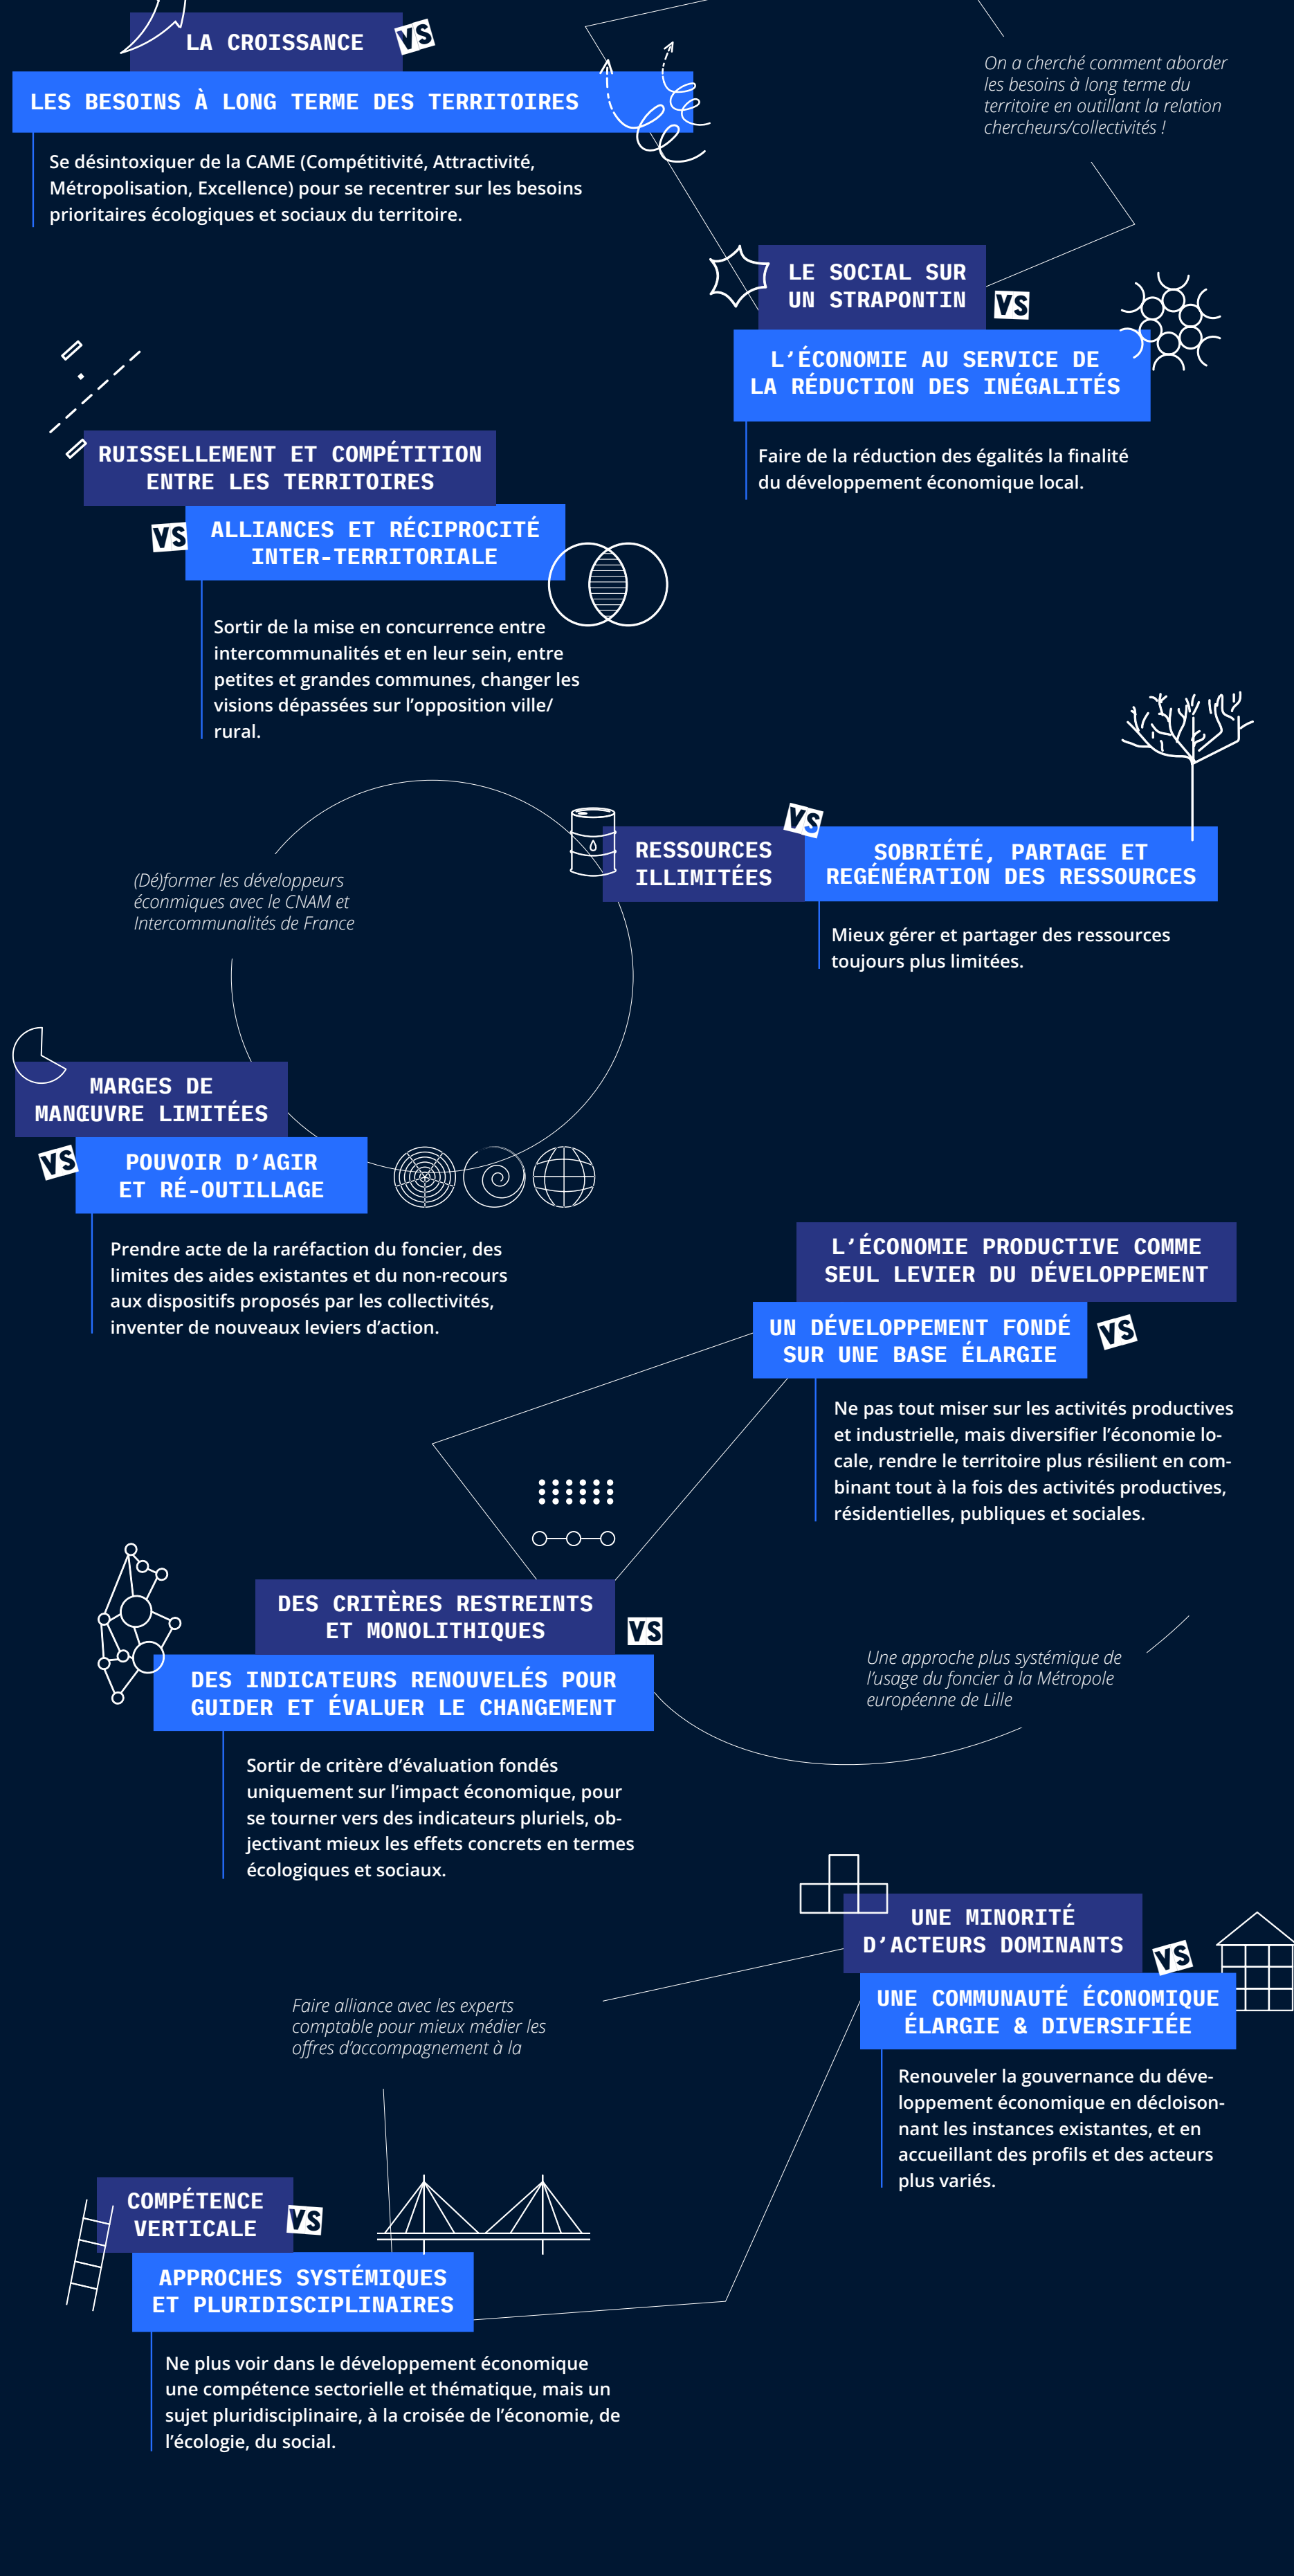 LA CROISSANCE
VS
LES BESOINS À LONG TERME DES TERRITOIRES
Se désintoxiquer de la CAME (Compétitivité, Attractivité,
Métropolisation, Excellence) pour se recentrer sur les besoins
prioritaires écologiques et sociaux du territoire.
On a cherché comment aborder
les besoins à long terme du
territoire en outillant la relation
chercheurs/collectivités !
LE SOCIAL SUR
UN STRAPONTIN
VS
L’ÉCONOMIE AU SERVICE DE
LA RÉDUCTION DES INÉGALITÉS
Faire de la réduction des égalités la finalité
du développement économique local.
RUISSELLEMENT ET COMPÉTITION
ENTRE LES TERRITOIRES
VS
ALLIANCES ET RÉCIPROCITÉ
INTER-TERRITORIALE
Sortir de la mise en concurrence entre
intercommunalités et en leur sein, entre
petites et grandes communes, changer les
visions dépassées sur l’opposition ville/
rural.
RESSOURCES
ILLIMITÉES
VS
SOBRIÉTÉ, PARTAGE ET
REGÉNÉRATION DES RESSOURCES
Mieux gérer et partager des ressources
toujours plus limitées.
(Dé)former les développeurs
éconmiques avec le CNAM et
Intercommunalités de France
MARGES DE
MANŒUVRE LIMITÉES
VS
POUVOIR D’AGIR
ET RÉ-OUTILLAGE
Prendre acte de la raréfaction du foncier, des
limites des aides existantes et du non-recours
aux dispositifs proposés par les collectivités,
inventer de nouveaux leviers d’action.
L’ÉCONOMIE PRODUCTIVE COMME
SEUL LEVIER DU DÉVELOPPEMENT
UN DÉVELOPPEMENT FONDÉ
SUR UNE BASE ÉLARGIE
VS
Ne pas tout miser sur les activités productives
et industrielle, mais diversifier l’économie lo-
cale, rendre le territoire plus résilient en com-
binant tout à la fois des activités productives,
résidentielles, publiques et sociales.
DES CRITÈRES RESTREINTS
ET MONOLITHIQUES
VS
DES INDICATEURS RENOUVELÉS POUR
GUIDER ET ÉVALUER LE CHANGEMENT
Sortir de critère d’évaluation fondés
uniquement sur l’impact économique, pour
se tourner vers des indicateurs pluriels, ob-
jectivant mieux les effets concrets en termes
écologiques et sociaux.
Une approche plus systémique de
l’usage du foncier à la Métropole
européenne de Lille
UNE MINORITÉ
D’ACTEURS DOMINANTS
VS
UNE COMMUNAUTÉ ÉCONOMIQUE
ÉLARGIE & DIVERSIFIÉE
Renouveler la gouvernance du déve-
loppement économique en décloison-
nant les instances existantes, et en
accueillant des profils et des acteurs
plus variés.
Faire alliance avec les experts
comptable pour mieux médier les
offres d’accompagnement à la
COMPÉTENCE
VERTICALE
VS
APPROCHES SYSTÉMIQUES
ET PLURIDISCIPLINAIRES
Ne plus voir dans le développement économique
une compétence sectorielle et thématique, mais un
sujet pluridisciplinaire, à la croisée de l’économie, de
l’écologie, du social.